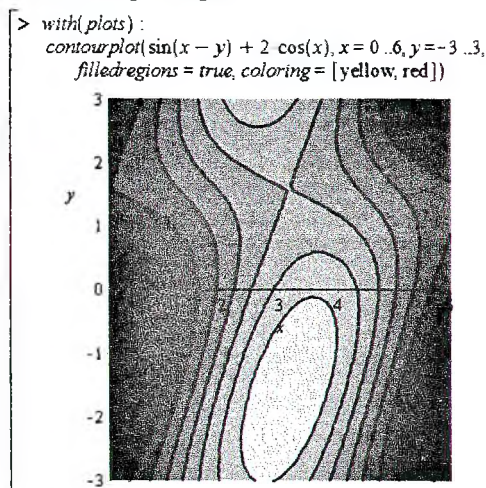 > with(plots) :
contourplot(sin(x − y) + 2·cos(x), x = 0 ..6, y = −3 ..3,
filledregions = true, coloring = [yellow, red])
3
2
y
1
0
2 3 4
x
-1
-2
-3